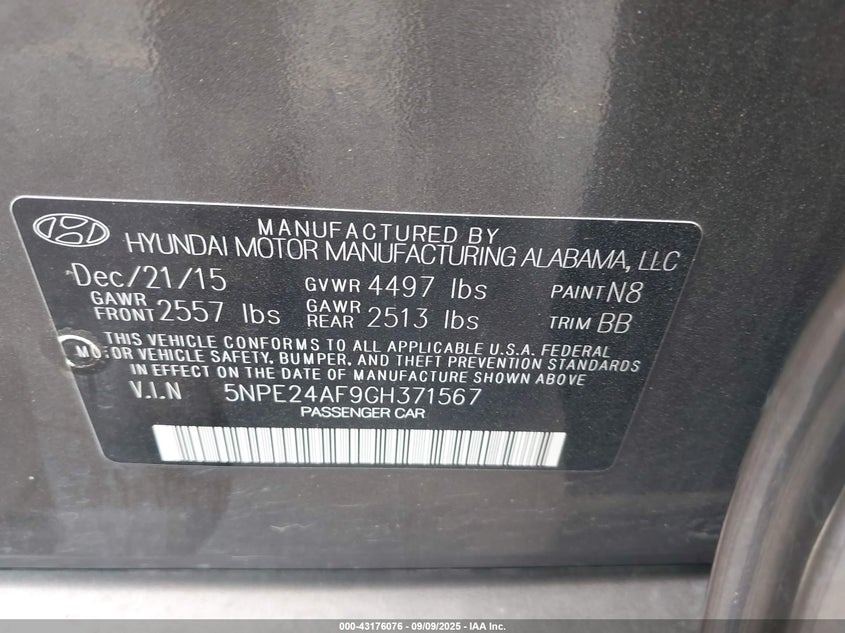 MANUFACTURED BY
HYUNDAI MOTOR MANUFACTURING ALABAMA, LLC
Dec/21/15 GVWR 4497 lbs PAINT N8
GAWR FRONT 2557 lbs GAWR REAR 2513 lbs TRIM BB
THIS VEHICLE CONFORMS TO ALL APPLICABLE U.S.A. FEDERAL
MOTOR VEHICLE SAFETY, BUMPER, AND THEFT PREVENTION STANDARDS
IN EFFECT ON THE DATE OF MANUFACTURE SHOWN ABOVE
V.I.N 5NPE24AF9GH371567
PASSENGER CAR
000-43176076 - 09/09/2025 - IAA Inc.